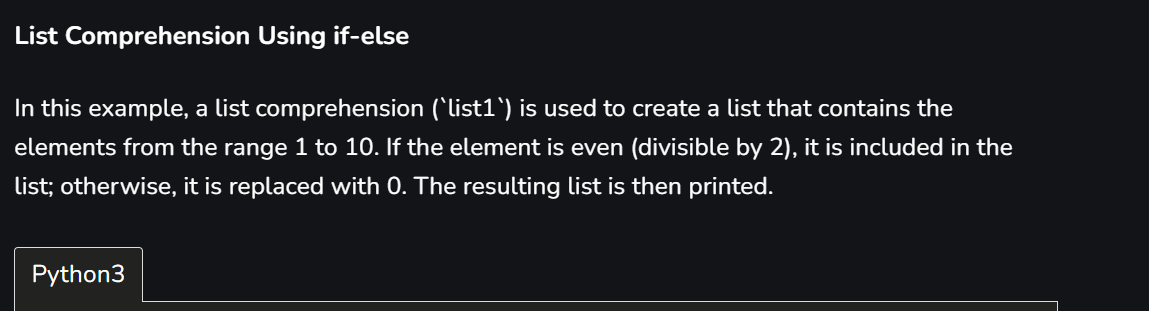 List Comprehension Using if-else
In this example, a list comprehension (`list1`) is used to create a list that contains the
elements from the range 1 to 10. If the element is even (divisible by 2), it is included in the
list; otherwise, it is replaced with 0. The resulting list is then printed.
Python3